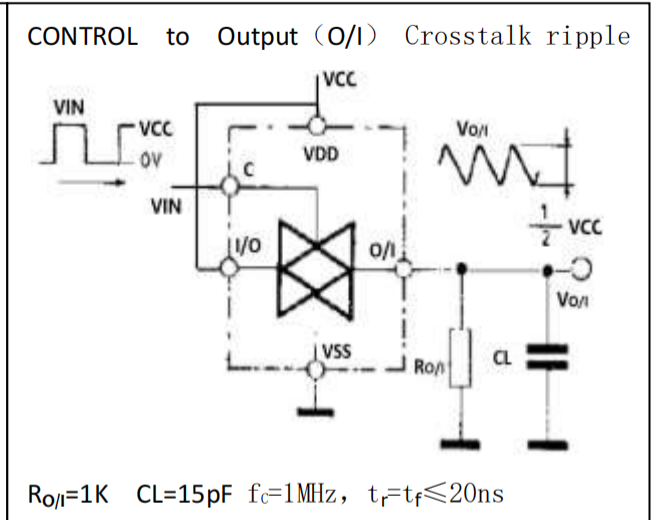 CONTROL to Output（O/I） Crosstalk ripple
VCC
VIN
VCC
0V
VDD
C
VIN
I/O
O/I
VO/I
1
2
VCC
VO/I
VSS
RO/I
CL
RO/I=1K CL=15pF fc=1MHz，tr=tf≤20ns